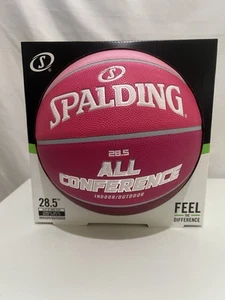 S
SPALDING
28.5
ALL
CONFERENCE
INDOOR/OUTDOOR
28.5"
FEEL
THE
DIFFERENCE